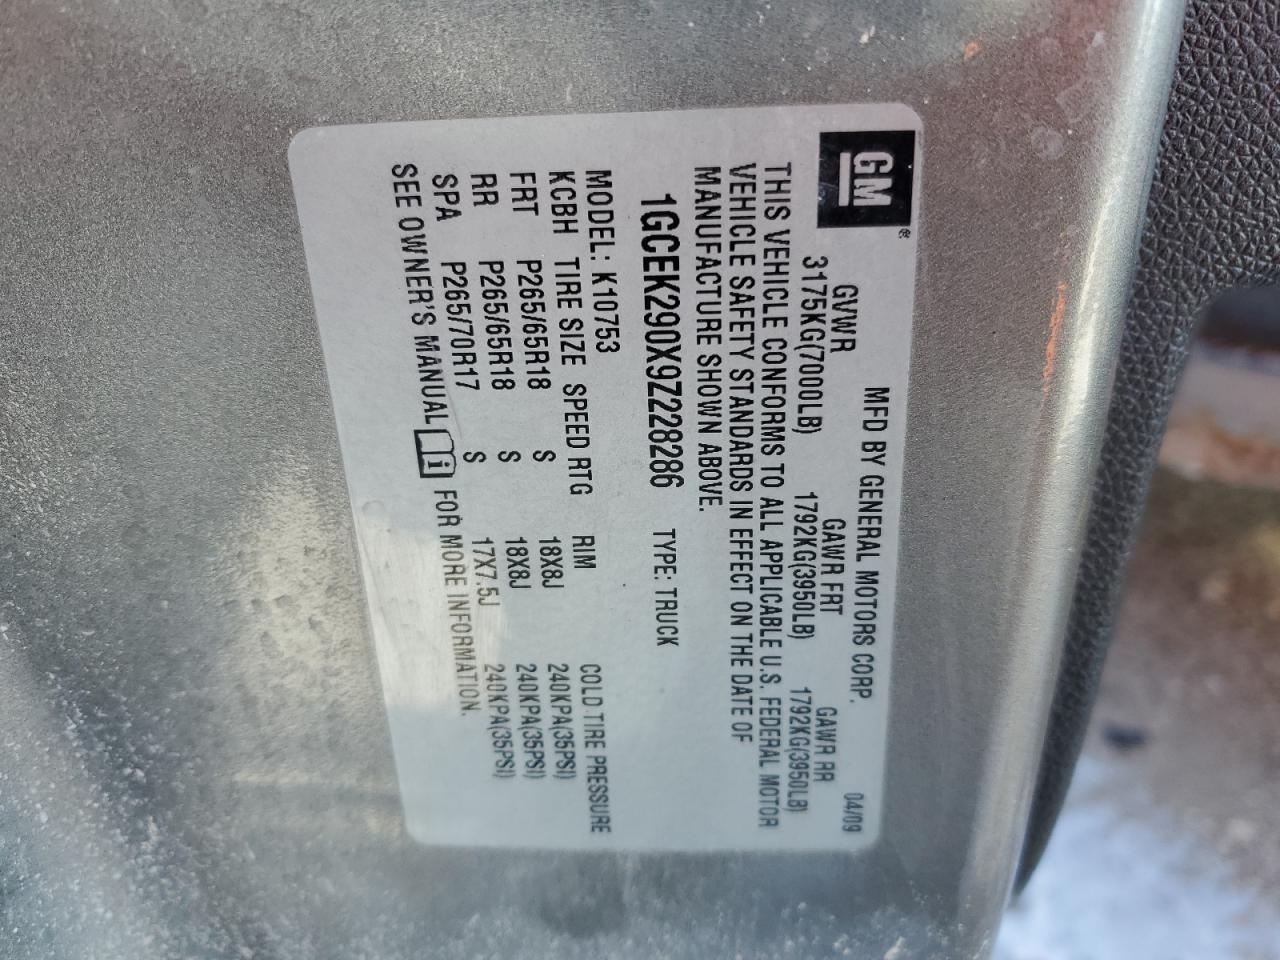 GM®
MFD BY GENERAL MOTORS CORP. 04/09
GVWR GAWR FRT GAWR RR
3175KG(7000LB) 1792KG(3950LB) 1792KG(3950LB)
THIS VEHICLE CONFORMS TO ALL APPLICABLE U.S. FEDERAL MOTOR
VEHICLE SAFETY STANDARDS IN EFFECT ON THE DATE OF
MANUFACTURE SHOWN ABOVE.
1GCEK290X9Z228286 TYPE: TRUCK
MODEL: K10753
KCBH TIRE SIZE SPEED RTG RIM COLD TIRE PRESSURE
FRT P265/65R18 S 18X8J 240KPA(35PSI)
RR P265/65R18 S 18X8J 240KPA(35PSI)
SPA P265/70R17 S 17X7.5J 240KPA(35PSI)
SEE OWNER'S MANUAL FOR MORE INFORMATION.